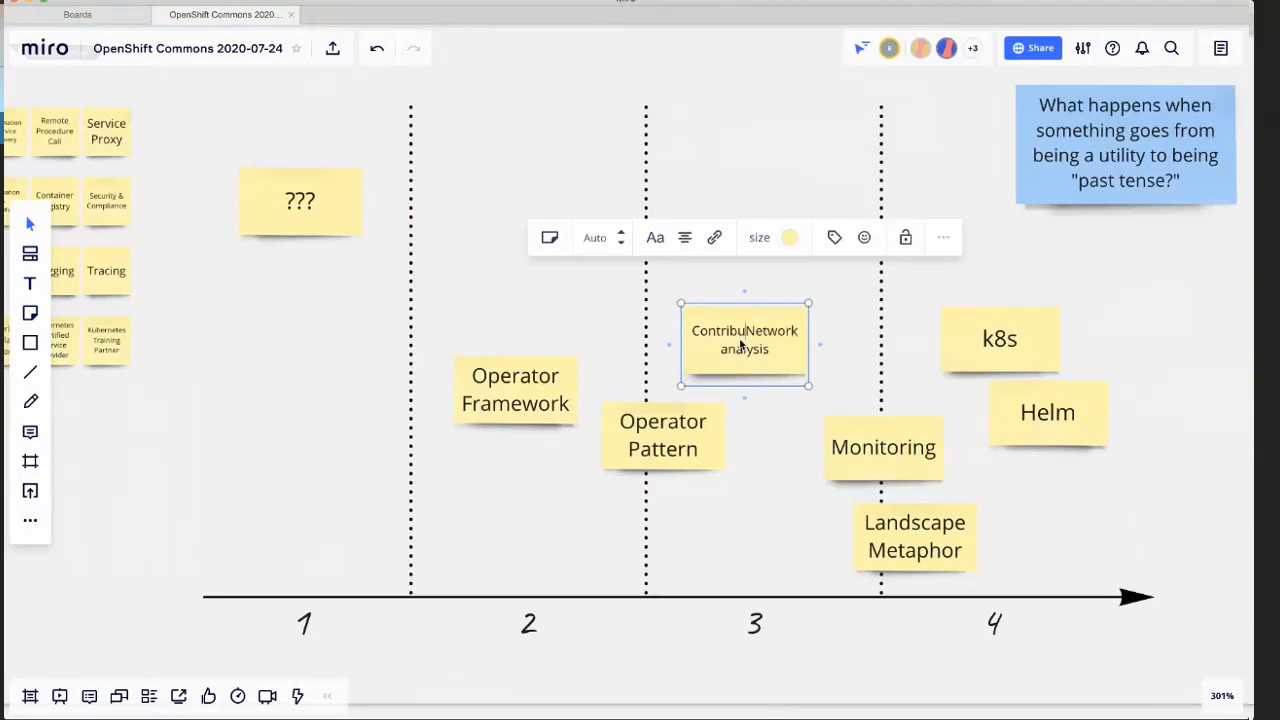 Miro
Boards
OpenShift Commons 2020...
miro
OpenShift Commons 2020-07-24
+3
Share
Remote
Procedure
Call
Service
Proxy
Container
Security &
Compliance
Tracing
Kubernetes
Training
Partner
???
What happens when
something goes from
being a utility to being
"past tense?"
Auto
Aa
size
ContribuNetwork
analysis
Operator
Framework
Operator
Pattern
k8s
Helm
Monitoring
Landscape
Metaphor
T
1
2
3
4
301%